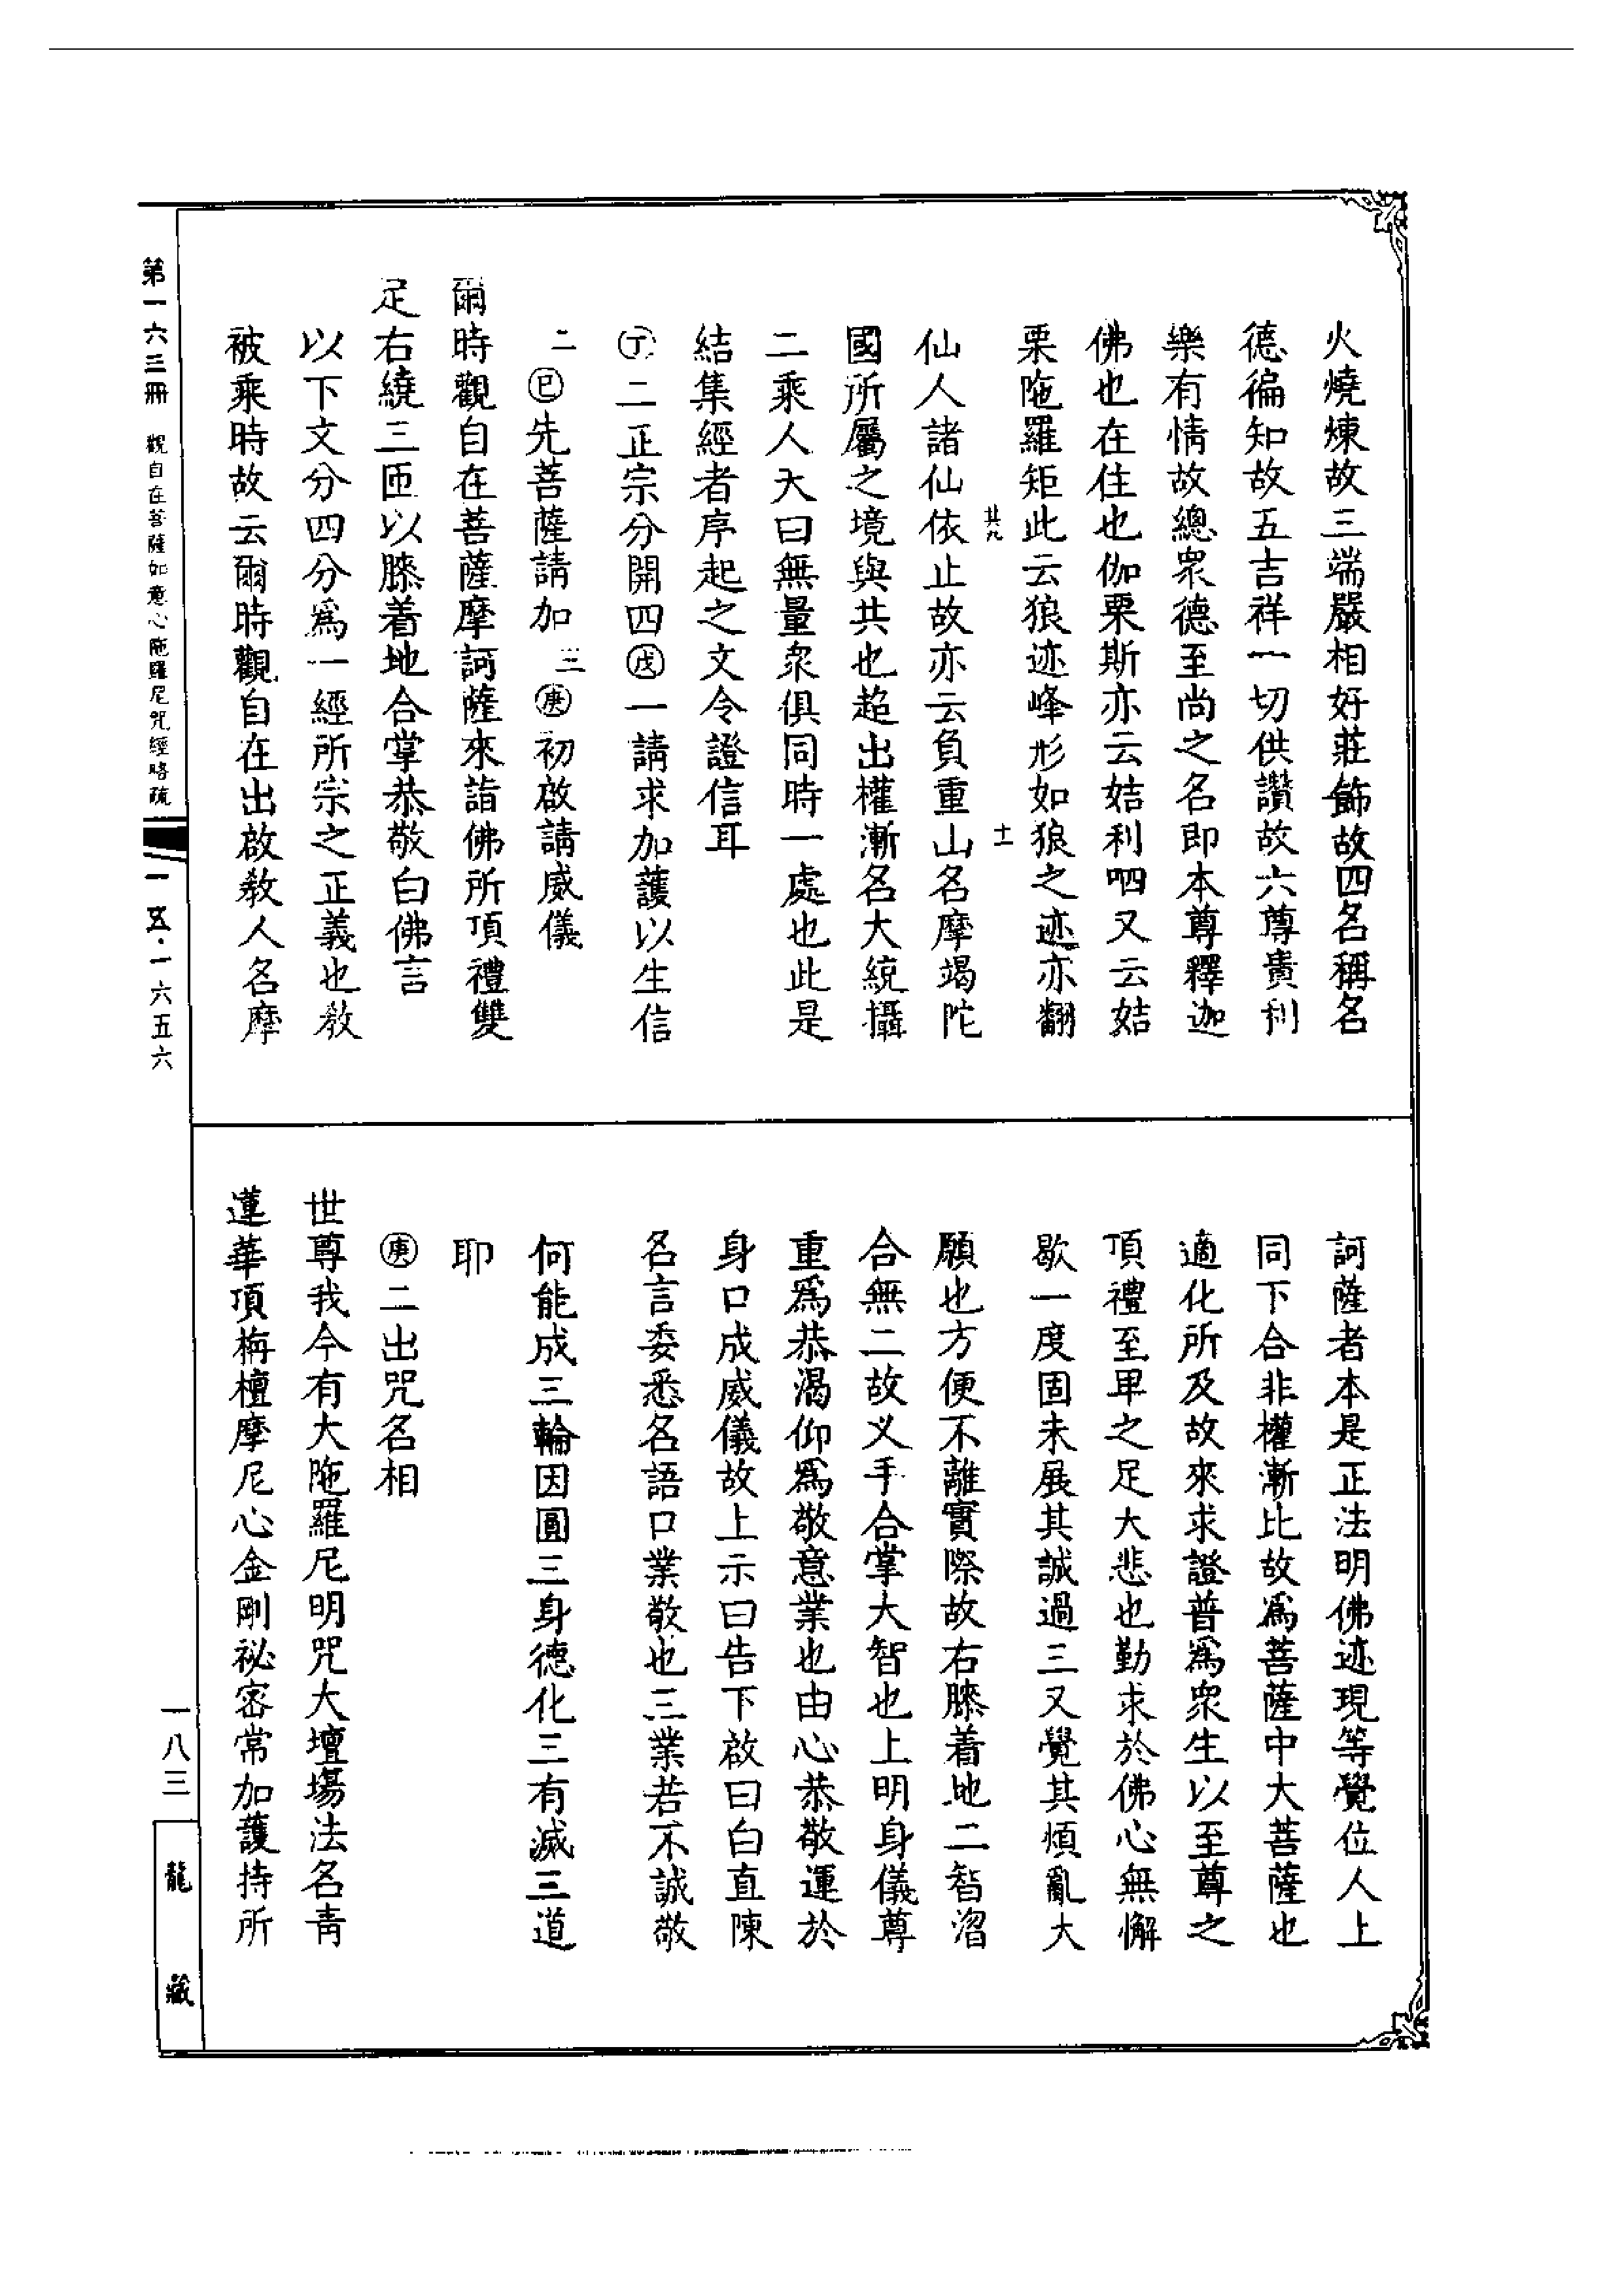 火燒煉故三端嚴相好莊飾故四名稱名
德徧知故五吉祥一切供讚故六尊貴利
樂有情故總眾德至尚之名即本尊釋迦
佛也在住也伽栗斯亦云姞利呬又云姞
栗陁羅矩此云狼迹峰形如狼之迹亦翻
其九
十一
仙人諸仙依止故亦云負重山名摩竭陀
國所屬之境與共也超出權漸名大統攝
二乘人大曰無量眾俱同時一處也此是
結集經者序起之文令證信耳
㊁二正宗分開四戊一請求加護以生信
二巳先菩薩請加三庚初啟請威儀
爾時觀自在菩薩摩訶薩來詣佛所頂禮雙
足右繞三匝以膝着地合掌恭敬白佛言
以下文分四分為一經所宗之正義也敎
被乘時故云爾時觀自在出啟教人名摩
訶薩者本是正法明佛迹現等覺位人上
同下合非權漸比故為菩薩中大菩薩也
適化所及故來求證普為眾生以至尊之
頂禮至卑之足大悲也勤求於佛心無懈
歇一度固未展其誠過三又覺其煩亂大
願也方便不離實際故右膝着地二智㴠
合無二故义手合掌大智也上明身儀尊
重為恭渴仰為敬意業也由心恭敬運於
身口成威儀故上示曰告下啟曰白直陳
名言委悉名語口業敬也三業若不誠敬
何能成三輪因圓三身德化三有滅三道
耶
庚二出咒名相
世尊我今有大陁羅尼明咒大壇場法名青
蓮華頂栴檀摩尼心金剛祕密常加護持所
第一六三冊　觀自在菩薩如意心陁羅尼咒經略疏
一五·一六五六
一八三
龍藏